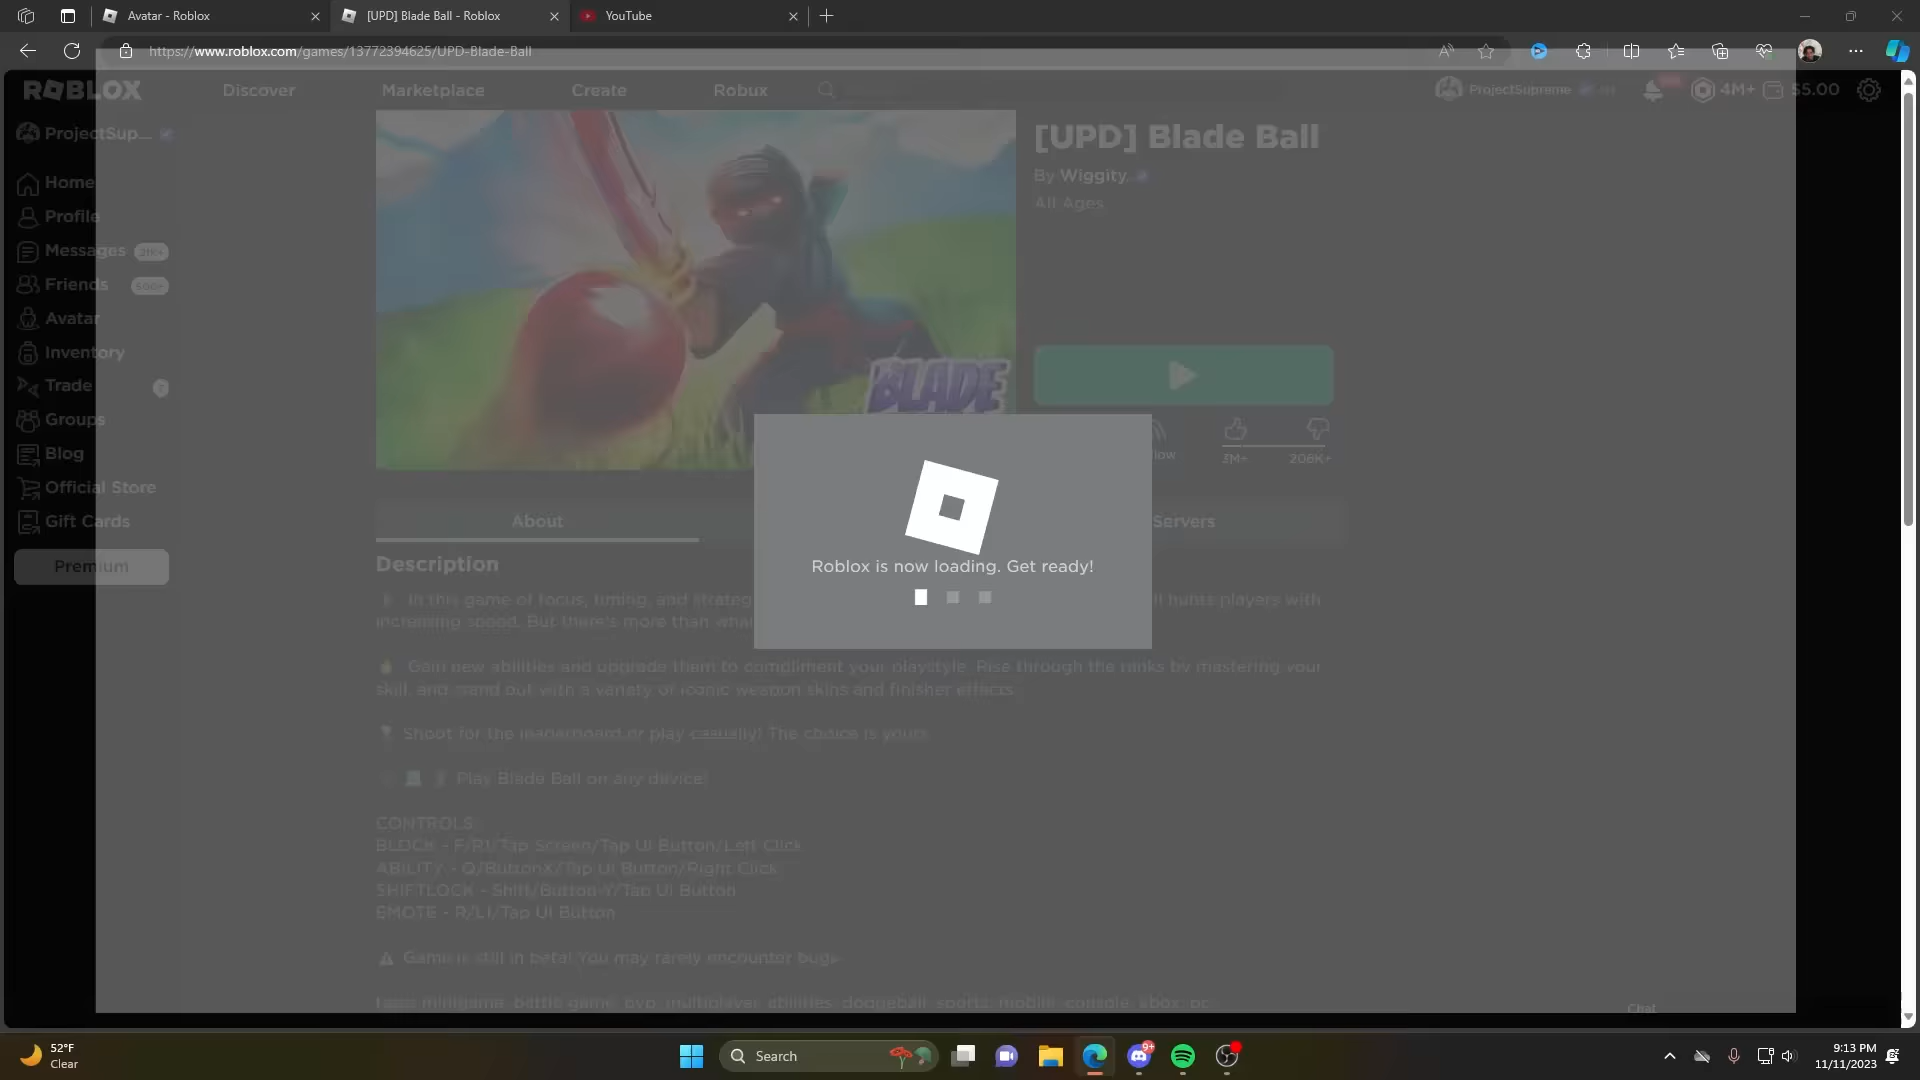 Avatar - Roblox
[UPD] Blade Ball - Roblox
YouTube
https://www.roblox.com/games/13772394625/UPD-Blade-Ball
ROBLOX
Discover
Marketplace
Create
Robux
ProjectSupreme
4M+
$5.00
ProjectSup...
Home
Profile
Messages
21K+
Friends
500+
Avatar
Inventory
Trade
Groups
Blog
Official Store
Gift Cards
Premium
BLADE
[UPD] Blade Ball
By Wiggity.
All Ages
3M+
208K+
About
Servers
Roblox is now loading. Get ready!
Description
In this game of focus, timing, and strateg
hunts players with
increasing speed. But there's more than wha
Gain new abilities and upgrade them to compliment your playstyle. Rise through the ranks by mastering your
skill, and stand out with a variety of iconic weapon skins and finisher effects
Shoot for the leaderboard or play casually! The choice is yours
Play Blade Ball on any device!
CONTROLS
BLOCK - F/R1/Tap Screen/Tap UI Button/Left Click
ABILITY - Q/ButtonX/Tap UI Button/Right Click
SHIFTLOCK - Shift/Button Y/Tap UI Button
EMOTE - R/L1/Tap UI Button
Game is still in beta! You may rarely encounter bugs
minigame, battle game, pvp, multiplayer, abilities, dodgeball, sports, mobile, console, xbox, pc
Chat
52°F
Clear
Search
9+
9:13 PM
11/11/2023